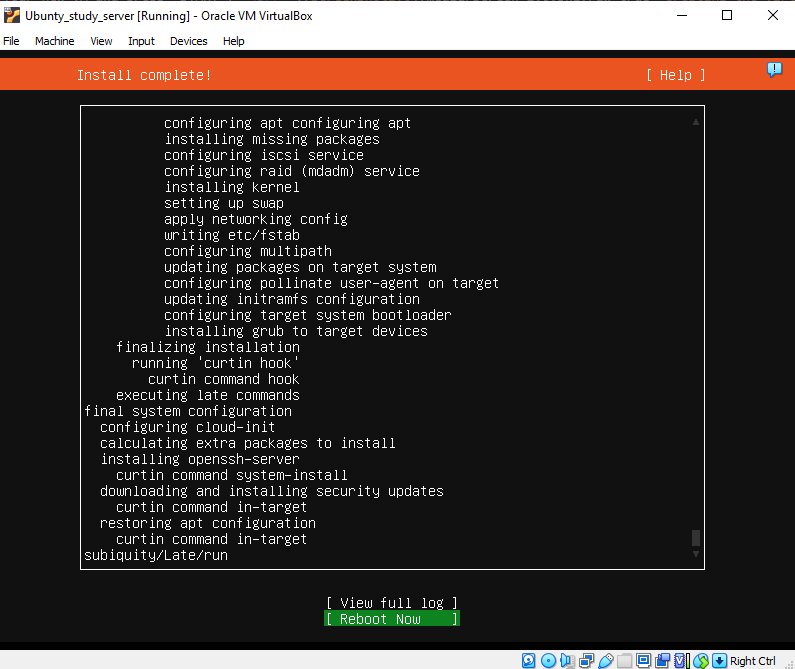 Ubunty_study_server [Running] - Oracle VM VirtualBox
File Machine View Input Devices Help
Install complete! [ Help ]
configuring apt configuring apt
installing missing packages
configuring iscsi service
configuring raid (mdadm) service
installing kernel
setting up swap
apply networking config
writing etc/fstab
configuring multipath
updating packages on target system
configuring pollinate user-agent on target
updating initramfs configuration
configuring target system bootloader
installing grub to target devices
finalizing installation
running 'curtin hook'
curtin command hook
executing late commands
final system configuration
configuring cloud-init
calculating extra packages to install
installing openssh-server
curtin command system-install
downloading and installing security updates
curtin command in-target
restoring apt configuration
curtin command in-target
subiquity/Late/run
[ View full log ]
[ Reboot Now ]
Right Ctrl